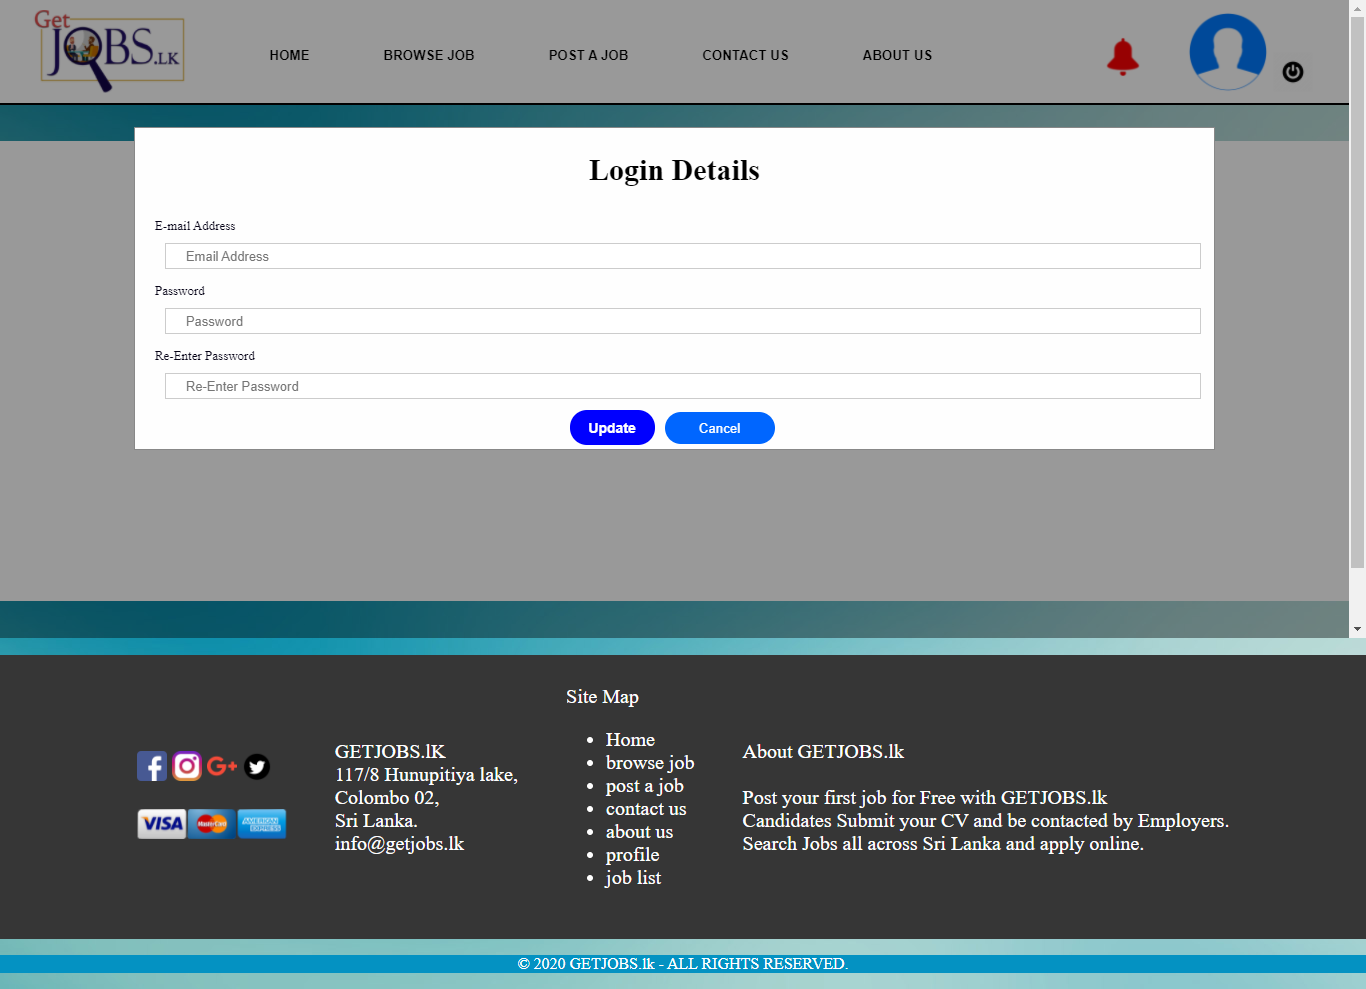 Get
JOBS.LK
HOME
BROWSE JOB
POST A JOB
CONTACT US
ABOUT US
Login Details
E-mail Address
Email Address
Password
Password
Re-Enter Password
Re-Enter Password
Update
Cancel
VISA
MasterCard
AMERICAN EXPRESS
GETJOBS.lK
117/8 Hunupitiya lake,
Colombo 02,
Sri Lanka.
info@getjobs.lk
Site Map
Home
browse job
post a job
contact us
about us
profile
job list
About GETJOBS.lk
Post your first job for Free with GETJOBS.lk
Candidates Submit your CV and be contacted by Employers.
Search Jobs all across Sri Lanka and apply online.
© 2020 GETJOBS.lk - ALL RIGHTS RESERVED.